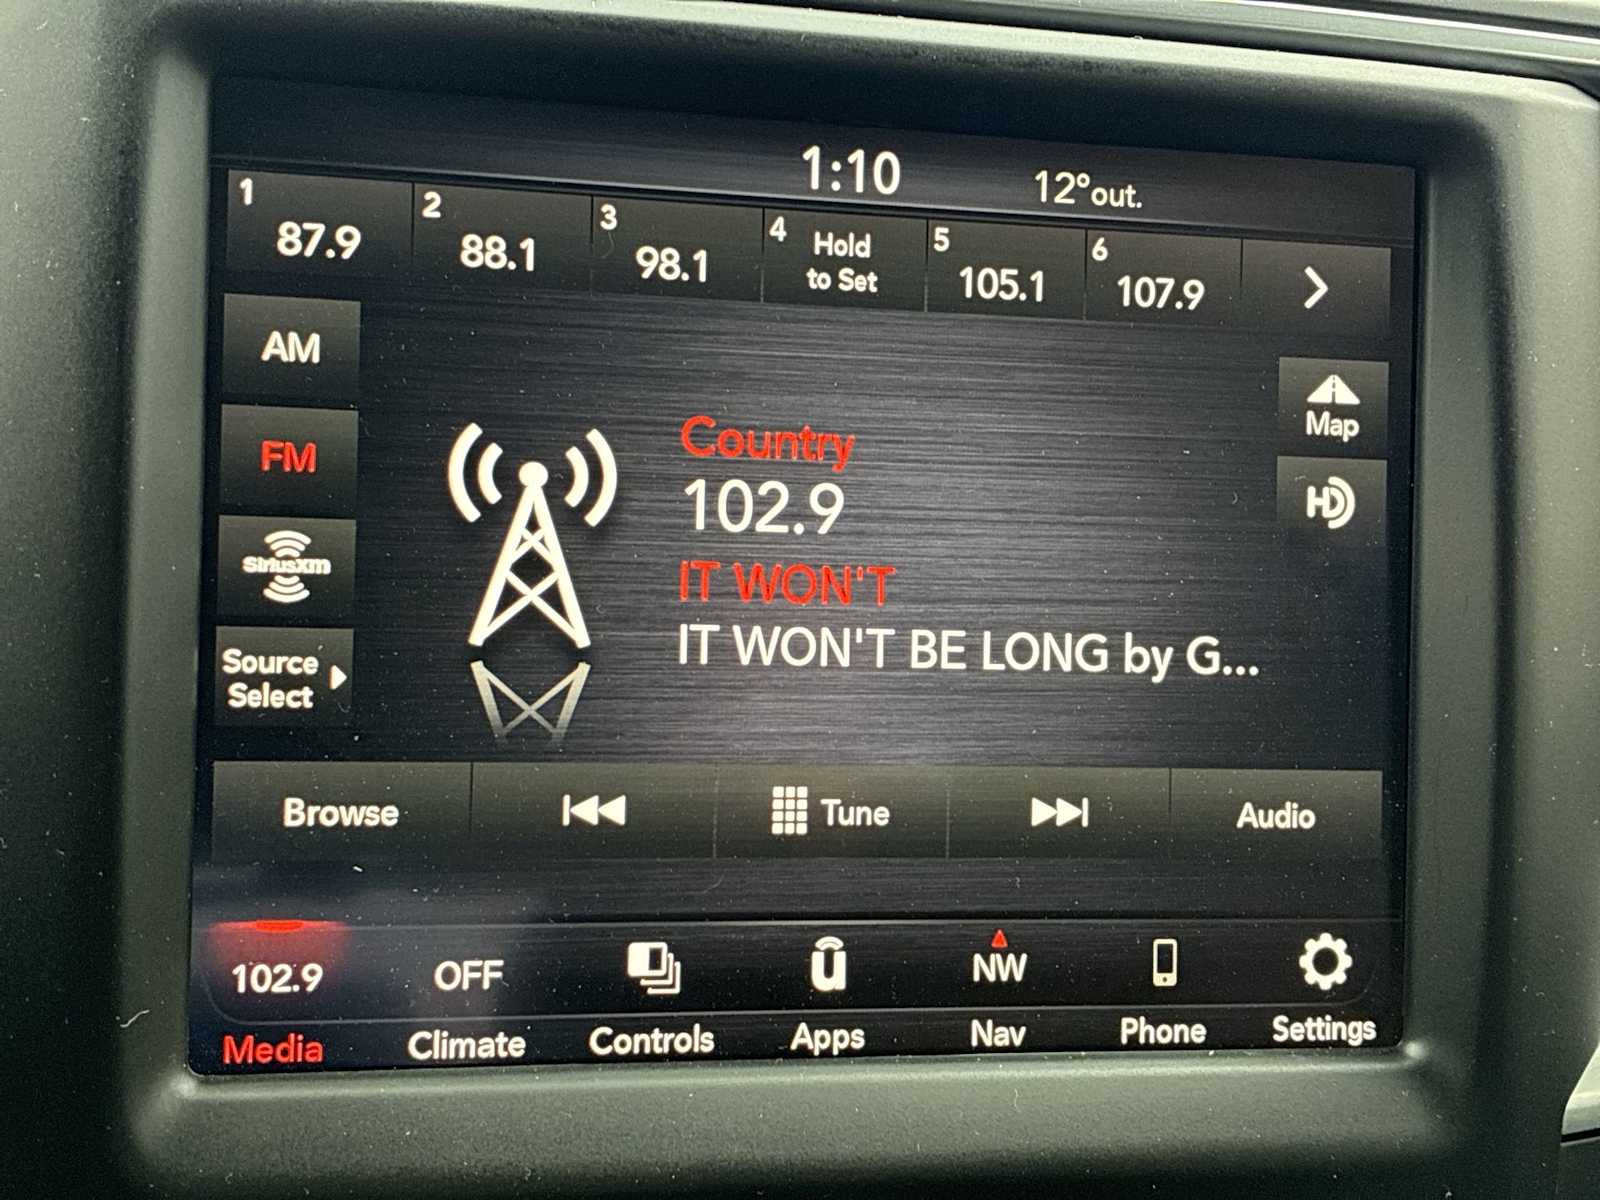 1:10
12°out.
1
87.9
2
88.1
3
98.1
4
Hold
to Set
5
105.1
6
107.9
AM
FM
SiriusXM
Source
Select
Country
102.9
IT WON'T
IT WON'T BE LONG by G...
Map
HD
Browse
Tune
Audio
102.9
Media
OFF
Climate
Controls
Apps
NW
Nav
Phone
Settings